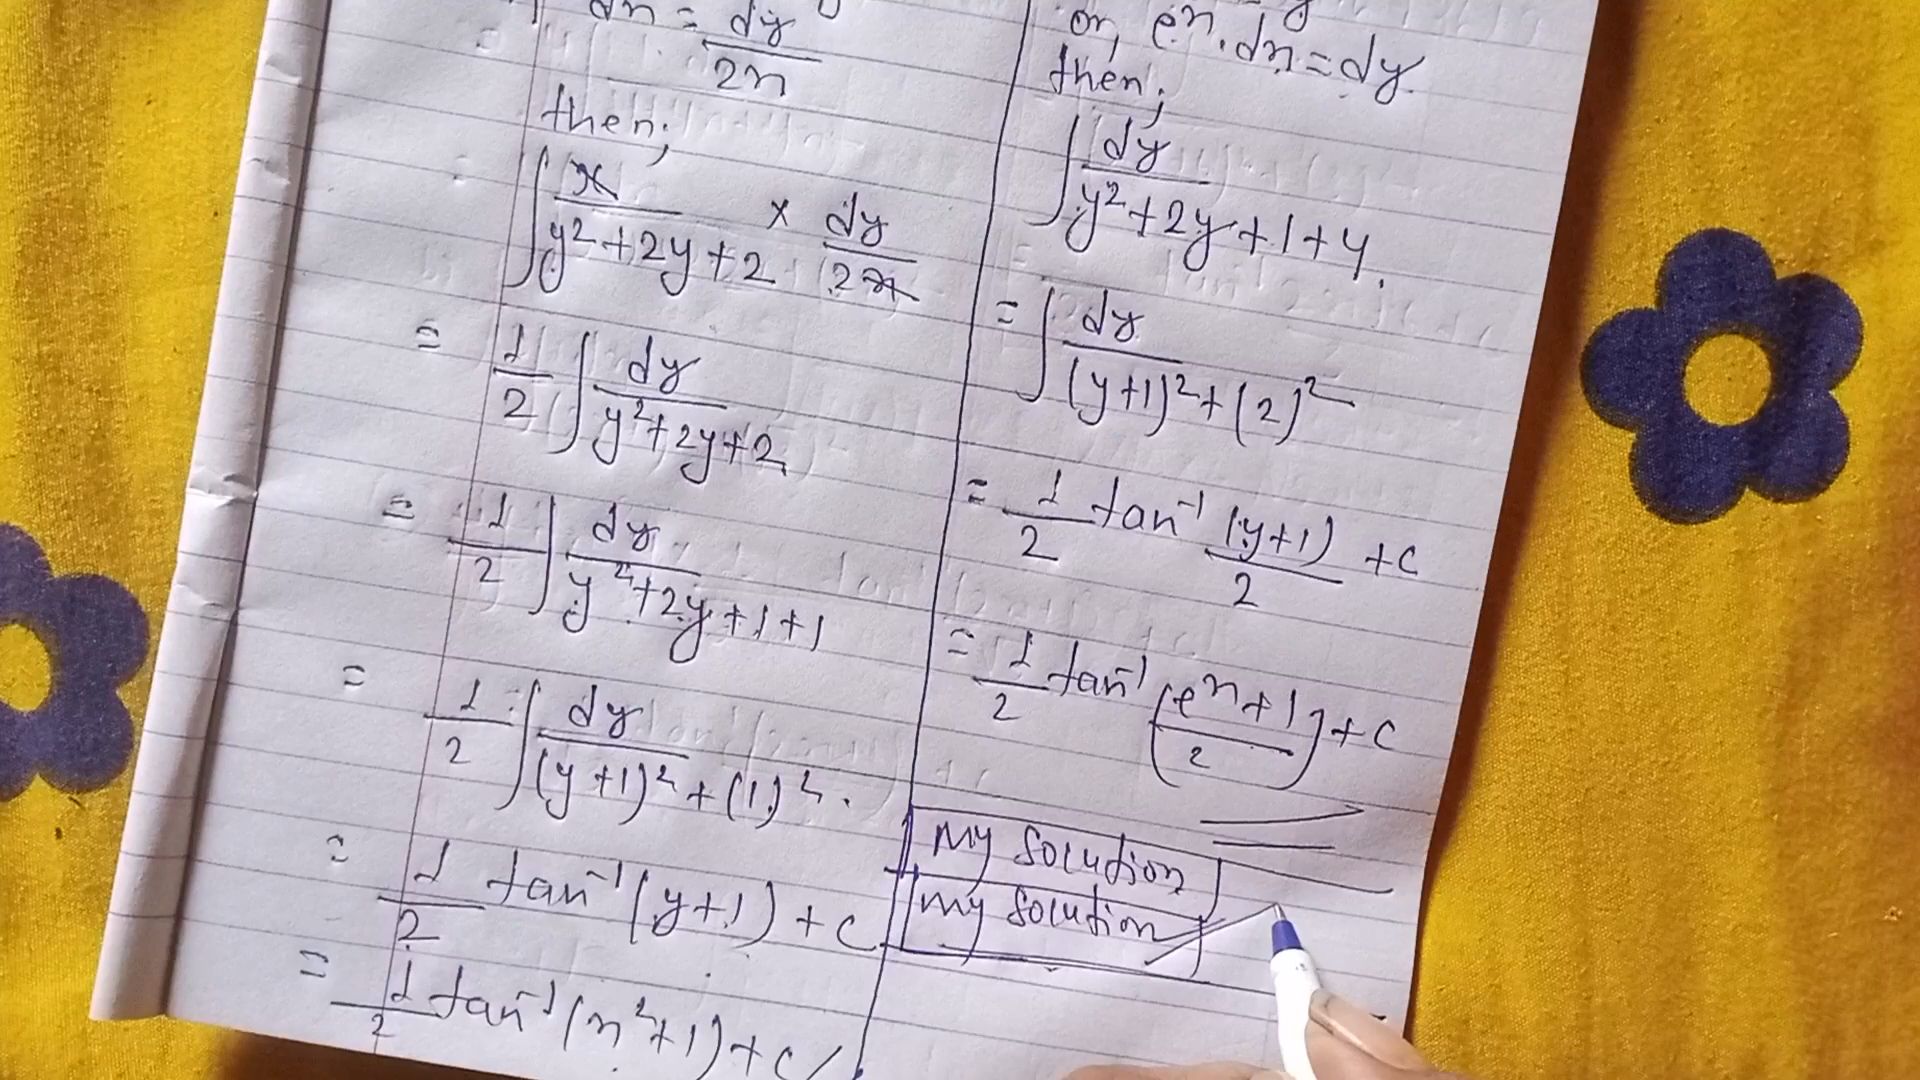 dx = dy/2x
then;
∫ x/(y²+2y+2) × dy/2x
= 1/2 ∫ dy/(y²+2y+2)
= 1/2 ∫ dy/(y²+2y+1+1)
= 1/2 ∫ dy/((y+1)²+(1)²).
= 1/2 tan⁻¹(y+1)+c
= 1/2 tan⁻¹(x²+1)+c
or, eˣ.dx=dy
then;
∫ dy/(y²+2y+1+4).
= ∫ dy/((y+1)²+(2)²)
= 1/2 tan⁻¹ (y+1)/2 +c
= 1/2 tan⁻¹ ((eˣ+1)/2)+c
My Solution
my solution